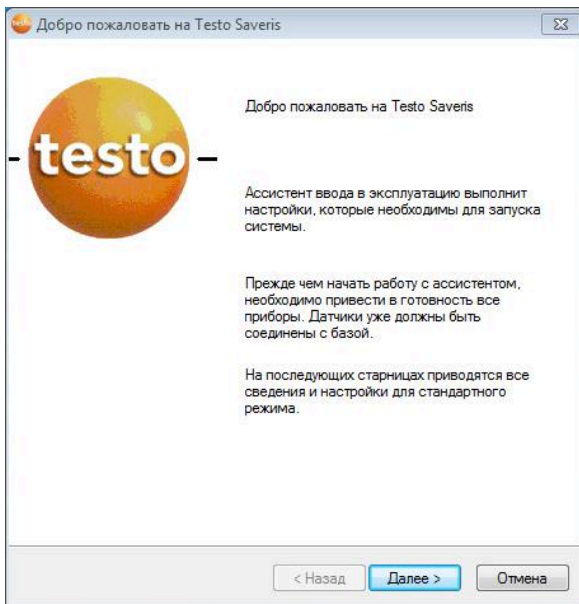 Добро пожаловать на Testo Saveris
testo
Добро пожаловать на Testo Saveris
Ассистент ввода в эксплуатацию выполнит
настройки, которые необходимы для запуска
системы.
Прежде чем начать работу с ассистентом,
необходимо привести в готовность все
приборы. Датчики уже должны быть
соединены с базой.
На последующих старницах приводятся все
сведения и настройки для стандартного
режима.
< Назад Далее > Отмена